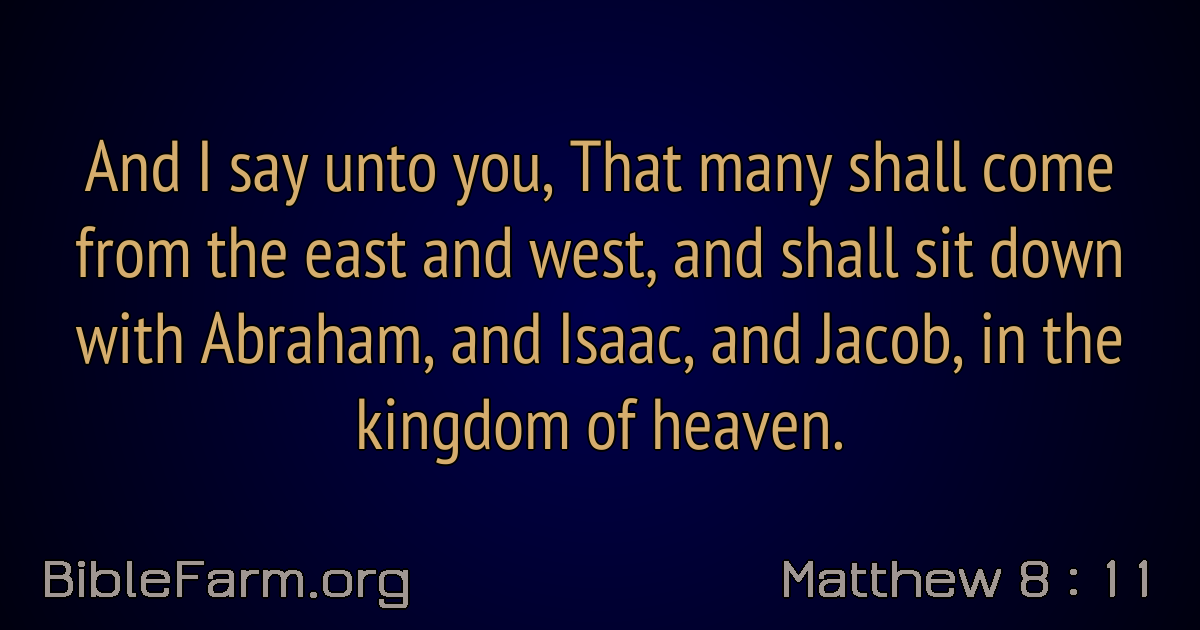 And I say unto you, That many shall come
from the east and west, and shall sit down
with Abraham, and Isaac, and Jacob, in the
kingdom of heaven.
BibleFarm.org
Matthew 8 : 11